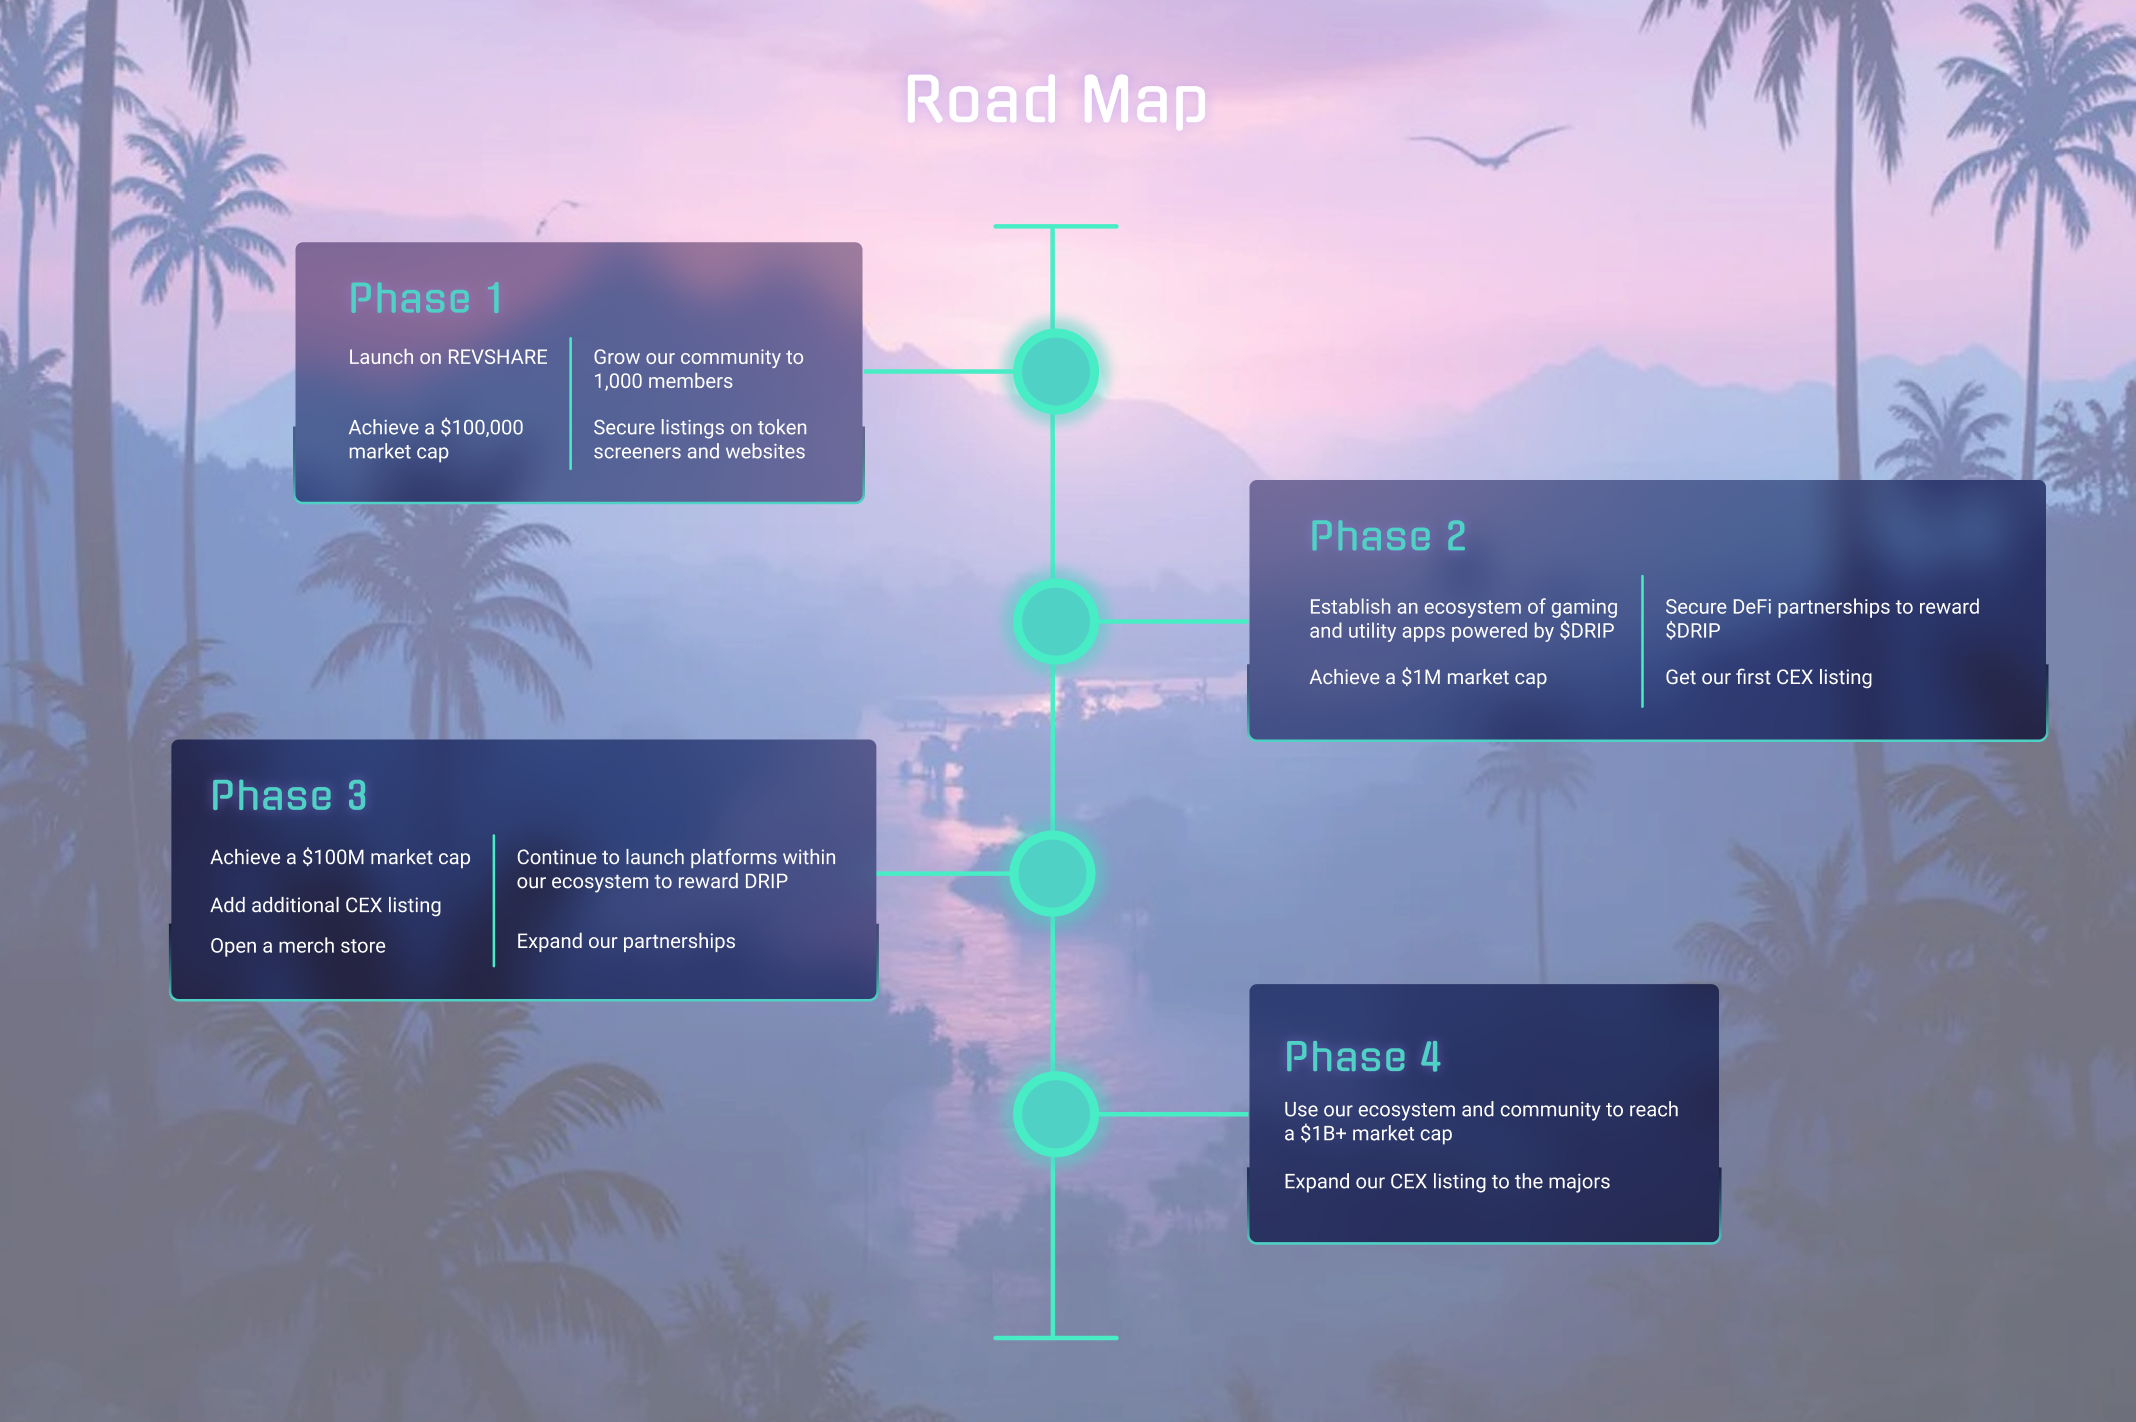 Road Map
Phase 1
Launch on REVSHARE
Achieve a $100,000
market cap
Grow our community to
1,000 members
Secure listings on token
screeners and websites
Phase 2
Establish an ecosystem of gaming
and utility apps powered by $DRIP
Achieve a $1M market cap
Secure DeFi partnerships to reward
$DRIP
Get our first CEX listing
Phase 3
Achieve a $100M market cap
Add additional CEX listing
Open a merch store
Continue to launch platforms within
our ecosystem to reward DRIP
Expand our partnerships
Phase 4
Use our ecosystem and community to reach
a $1B+ market cap
Expand our CEX listing to the majors